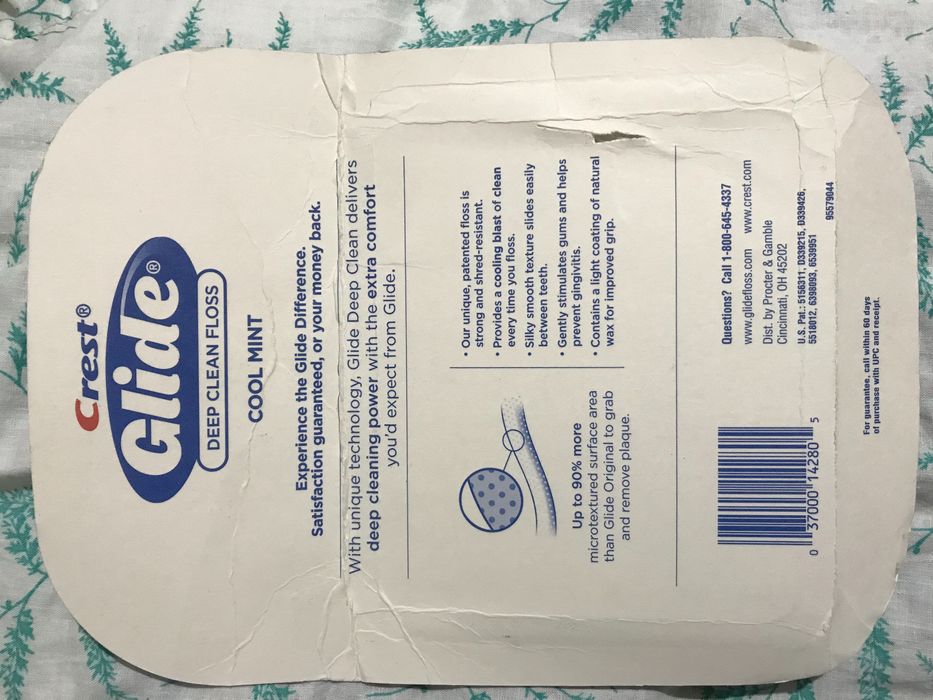 Crest®
Glide®
DEEP CLEAN FLOSS
COOL MINT
Experience the Glide Difference.
Satisfaction guaranteed, or your money back.
With unique technology, Glide Deep Clean delivers
deep cleaning power with the extra comfort
you'd expect from Glide.
Up to 90% more
microtextured surface area
than Glide Original to grab
and remove plaque.
• Our unique, patented floss is
strong and shred-resistant.
• Provides a cooling blast of clean
every time you floss.
• Silky smooth texture slides easily
between teeth.
• Gently stimulates gums and helps
prevent gingivitis.
• Contains a light coating of natural
wax for improved grip.
0 37000 14280 5
Questions? Call 1-800-645-4337
www.glidefloss.com www.crest.com
Dist. by Procter & Gamble
Cincinnati, OH 45202
U.S. Pat.: 5156311, D339215, D339426,
5518012, 6398093, 6539951
95579044
For guarantee, call within 60 days
of purchase with UPC and receipt.